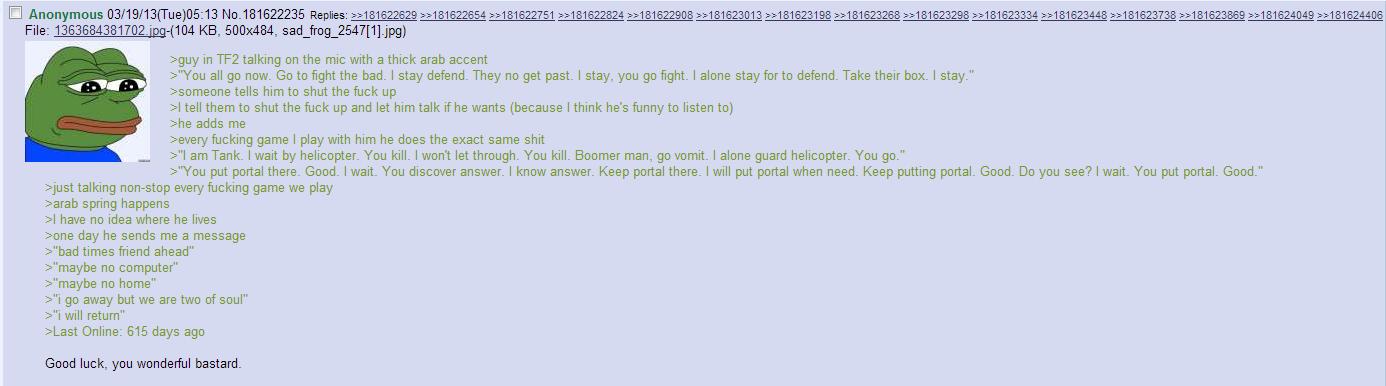 Anonymous 03/19/13(Tue)05:13 No.181622235 Replies: >>181622629 >>181622654 >>181622751 >>181622824 >>181622908 >>181623013 >>181623198 >>181623268 >>181623298 >>181623334 >>181623448 >>181623738 >>181623869 >>181624049 >>181624406
File: 1363684381702.jpg-(104 KB, 500x484, sad_frog_2547[1].jpg)
>guy in TF2 talking on the mic with a thick arab accent
>"You all go now. Go to fight the bad. I stay defend. They no get past. I stay, you go fight. I alone stay for to defend. Take their box. I stay."
>someone tells him to shut the fuck up
>I tell them to shut the fuck up and let him talk if he wants (because I think he's funny to listen to)
>he adds me
>every fucking game I play with him he does the exact same shit
>"I am Tank. I wait by helicopter. You kill. I won't let through. You kill. Boomer man, go vomit. I alone guard helicopter. You go."
>"You put portal there. Good. I wait. You discover answer. I know answer. Keep portal there. I will put portal when need. Keep putting portal. Good. Do you see? I wait. You put portal. Good."
>just talking non-stop every fucking game we play
>arab spring happens
>I have no idea where he lives
>one day he sends me a message
>"bad times friend ahead"
>"maybe no computer"
>"maybe no home"
>"i go away but we are two of soul"
>"i will return"
>Last Online: 615 days ago
Good luck, you wonderful bastard.